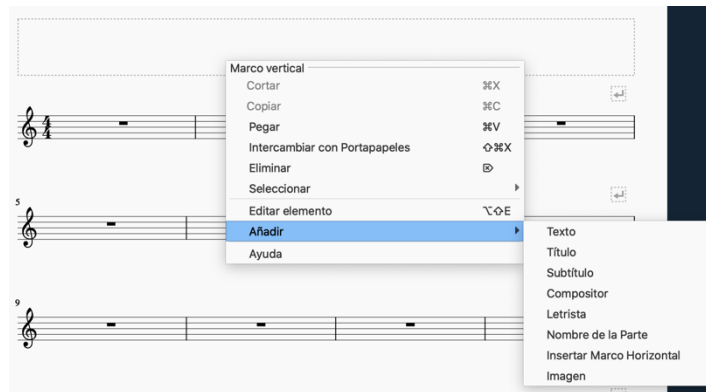 Marco vertical
Cortar ⌘X
Copiar ⌘C
Pegar ⌘V
Intercambiar con Portapapeles ⇧⌘X
Eliminar ⌦
Seleccionar
5
Editar elemento ⌥⇧E
Añadir
Texto
Ayuda
Título
Subtítulo
Compositor
9
Letrista
Nombre de la Parte
Insertar Marco Horizontal
Imagen